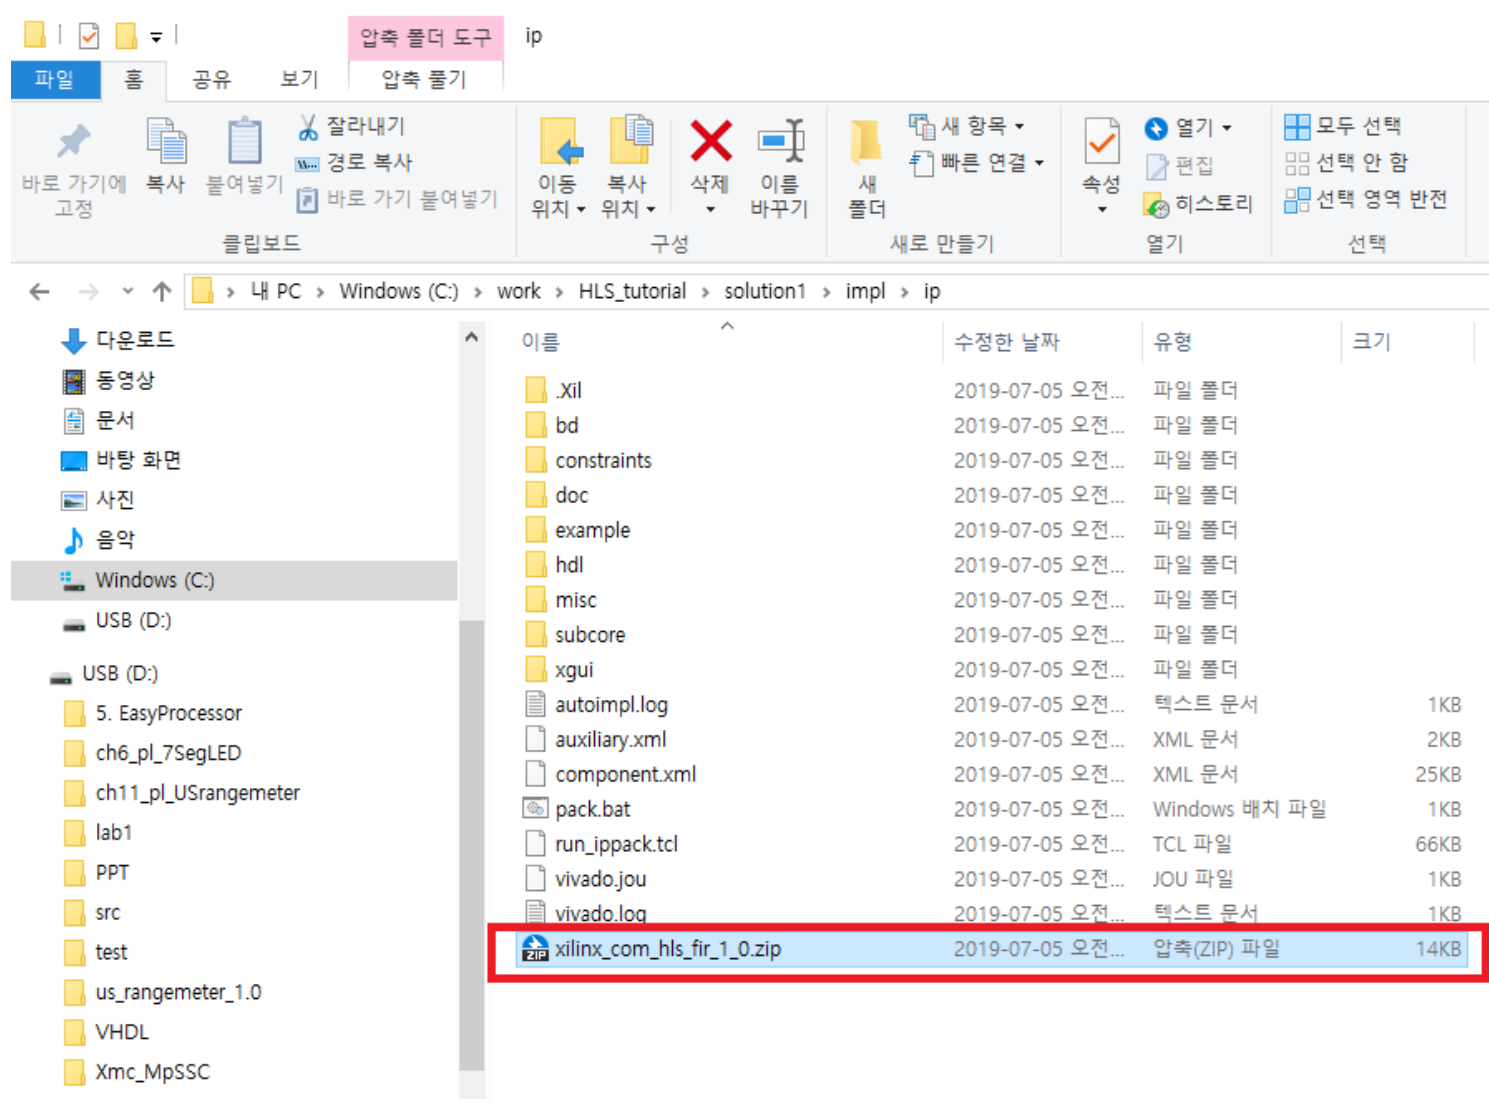 압축 폴더 도구 ip
파일 홈 공유 보기 압축 풀기
바로 가기에
고정
복사
붙여넣기
잘라내기
경로 복사
바로 가기 붙여넣기
클립보드
이동
위치
복사
위치
삭제
이름
바꾸기
구성
새
폴더
새 항목
빠른 연결
새로 만들기
속성
열기
편집
히스토리
열기
모두 선택
선택 안 함
선택 영역 반전
선택
내 PC > Windows (C:) > work > HLS_tutorial > solution1 > impl > ip
다운로드
동영상
문서
바탕 화면
사진
음악
Windows (C:)
USB (D:)
USB (D:)
5. EasyProcessor
ch6_pl_7SegLED
ch11_pl_USrangemeter
lab1
PPT
src
test
us_rangemeter_1.0
VHDL
Xmc_MpSSC
이름 수정한 날짜 유형 크기
.Xil 2019-07-05 오전... 파일 폴더
bd 2019-07-05 오전... 파일 폴더
constraints 2019-07-05 오전... 파일 폴더
doc 2019-07-05 오전... 파일 폴더
example 2019-07-05 오전... 파일 폴더
hdl 2019-07-05 오전... 파일 폴더
misc 2019-07-05 오전... 파일 폴더
subcore 2019-07-05 오전... 파일 폴더
xgui 2019-07-05 오전... 파일 폴더
autoimpl.log 2019-07-05 오전... 텍스트 문서 1KB
auxiliary.xml 2019-07-05 오전... XML 문서 2KB
component.xml 2019-07-05 오전... XML 문서 25KB
pack.bat 2019-07-05 오전... Windows 배치 파일 1KB
run_ippack.tcl 2019-07-05 오전... TCL 파일 66KB
vivado.jou 2019-07-05 오전... JOU 파일 1KB
vivado.log 2019-07-05 오전... 텍스트 문서 1KB
ZIP xilinx_com_hls_fir_1_0.zip 2019-07-05 오전... 압축(ZIP) 파일 14KB